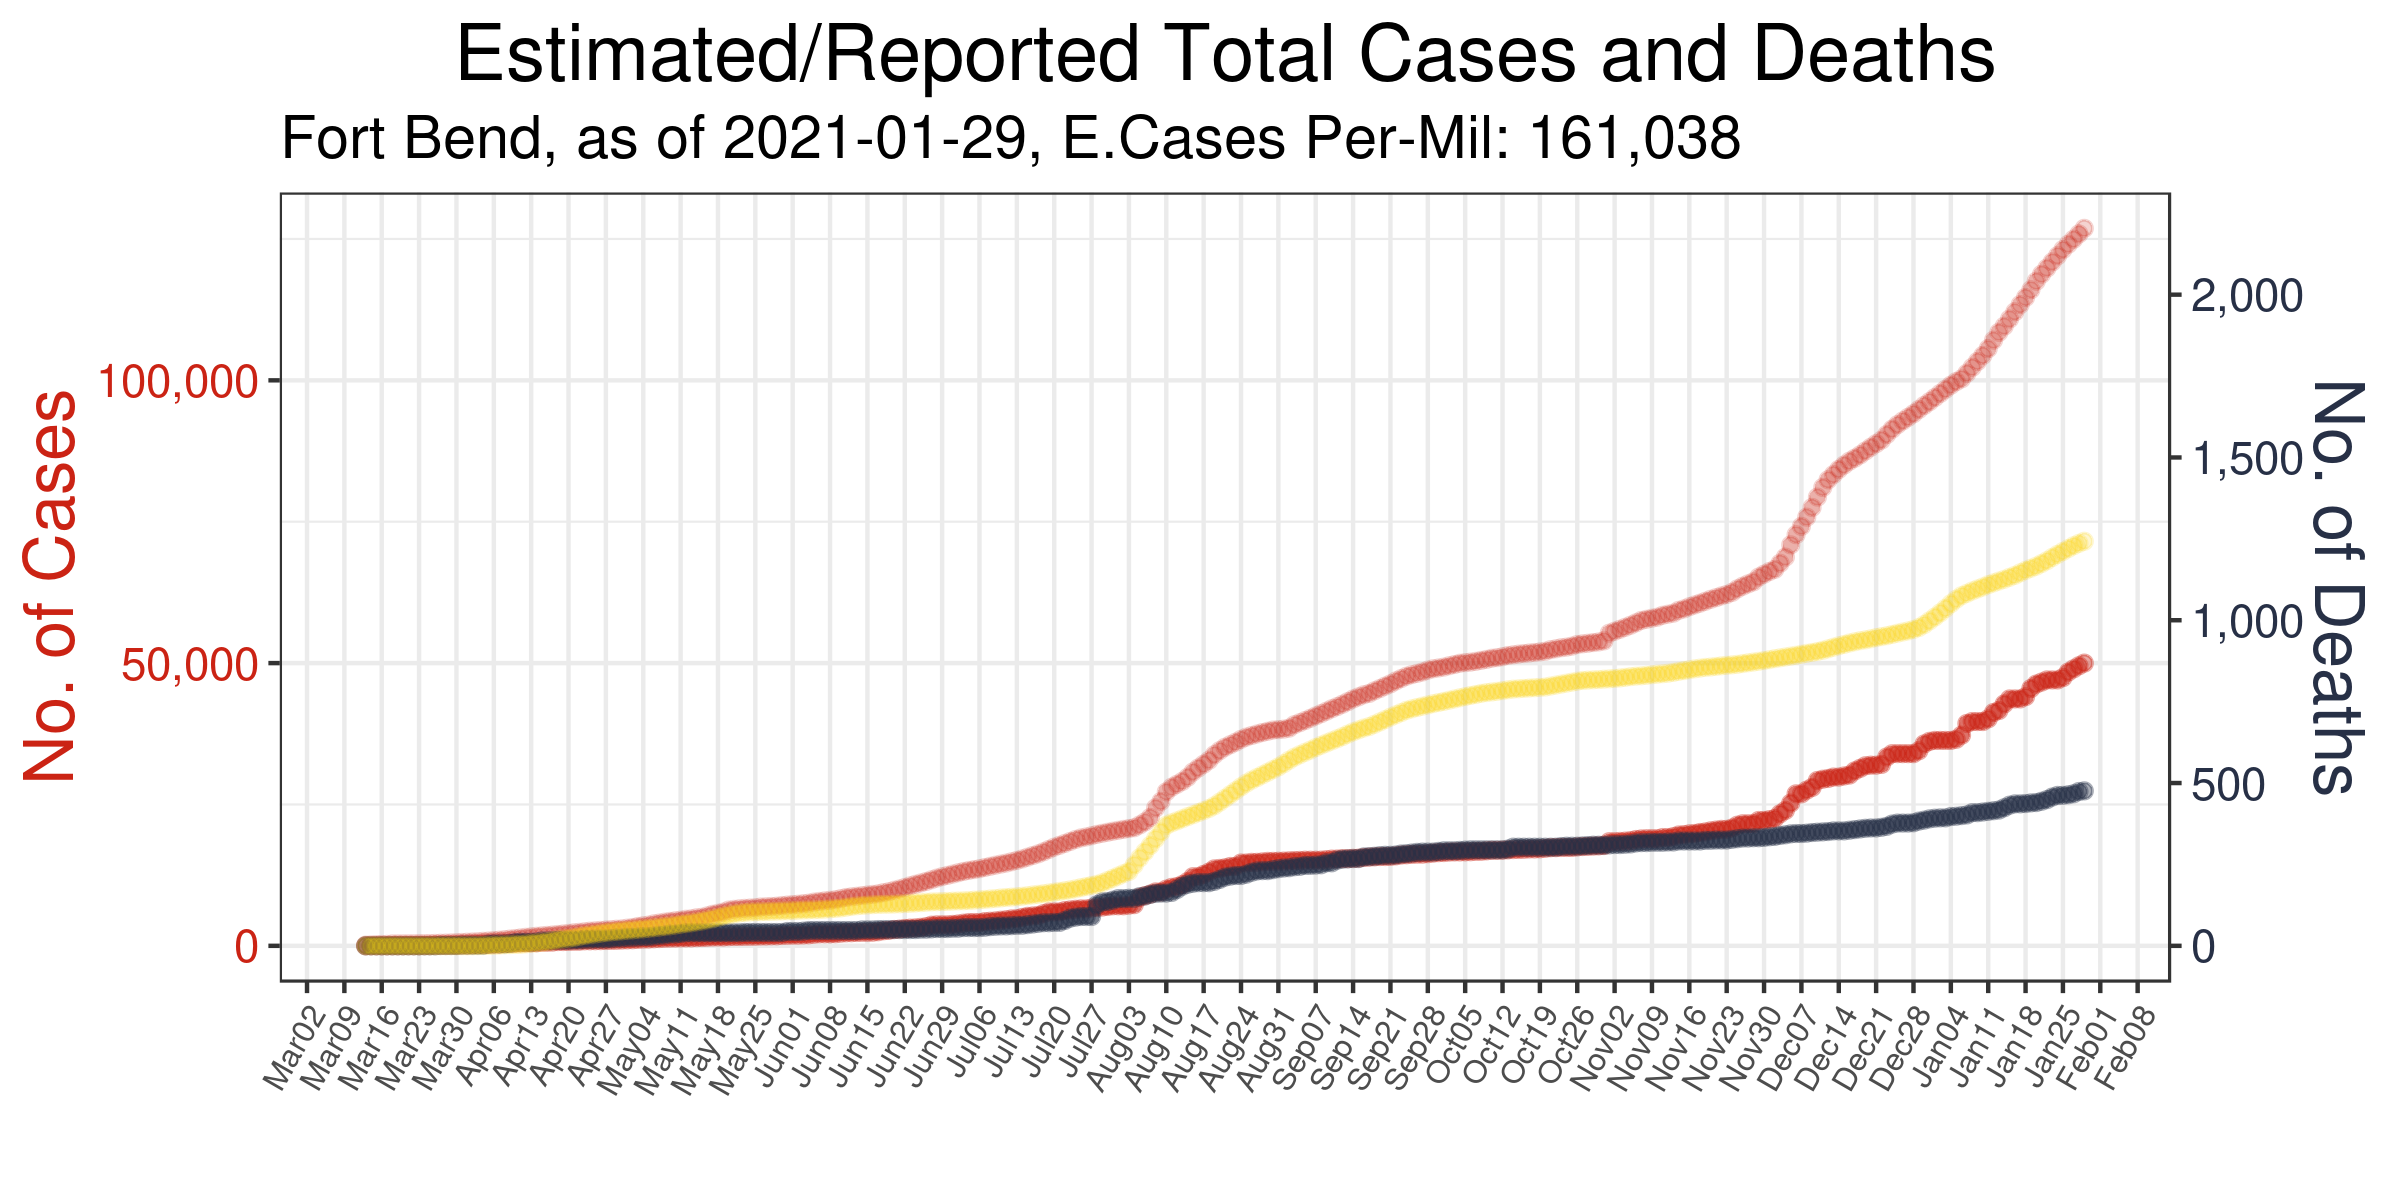 Estimated/Reported Total Cases and Deaths
Fort Bend, as of 2021-01-29, E.Cases Per-Mil: 161,038
No. of Cases
100,000
50,000
0
2,000
1,500
1,000
500
0
No. of Deaths
Mar02
Mar09
Mar16
Mar23
Mar30
Apr06
Apr13
Apr20
Apr27
May04
May11
May18
May25
Jun01
Jun08
Jun15
Jun22
Jun29
Jul06
Jul13
Jul20
Jul27
Aug03
Aug10
Aug17
Aug24
Aug31
Sep07
Sep14
Sep21
Sep28
Oct05
Oct12
Oct19
Oct26
Nov02
Nov09
Nov16
Nov23
Nov30
Dec07
Dec14
Dec21
Dec28
Jan04
Jan11
Jan18
Jan25
Feb01
Feb08